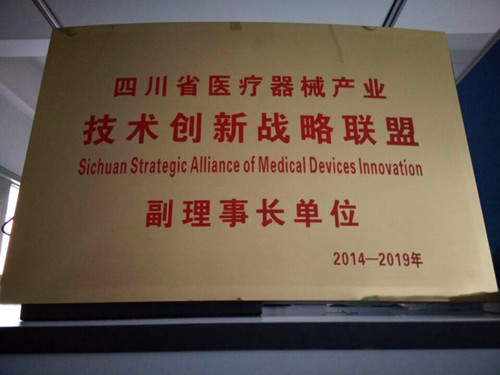 四川省医疗器械产业
技术创新战略联盟
Sichuan Strategic Alliance of Medical Devices Innovation
副理事长单位
2014—2019年